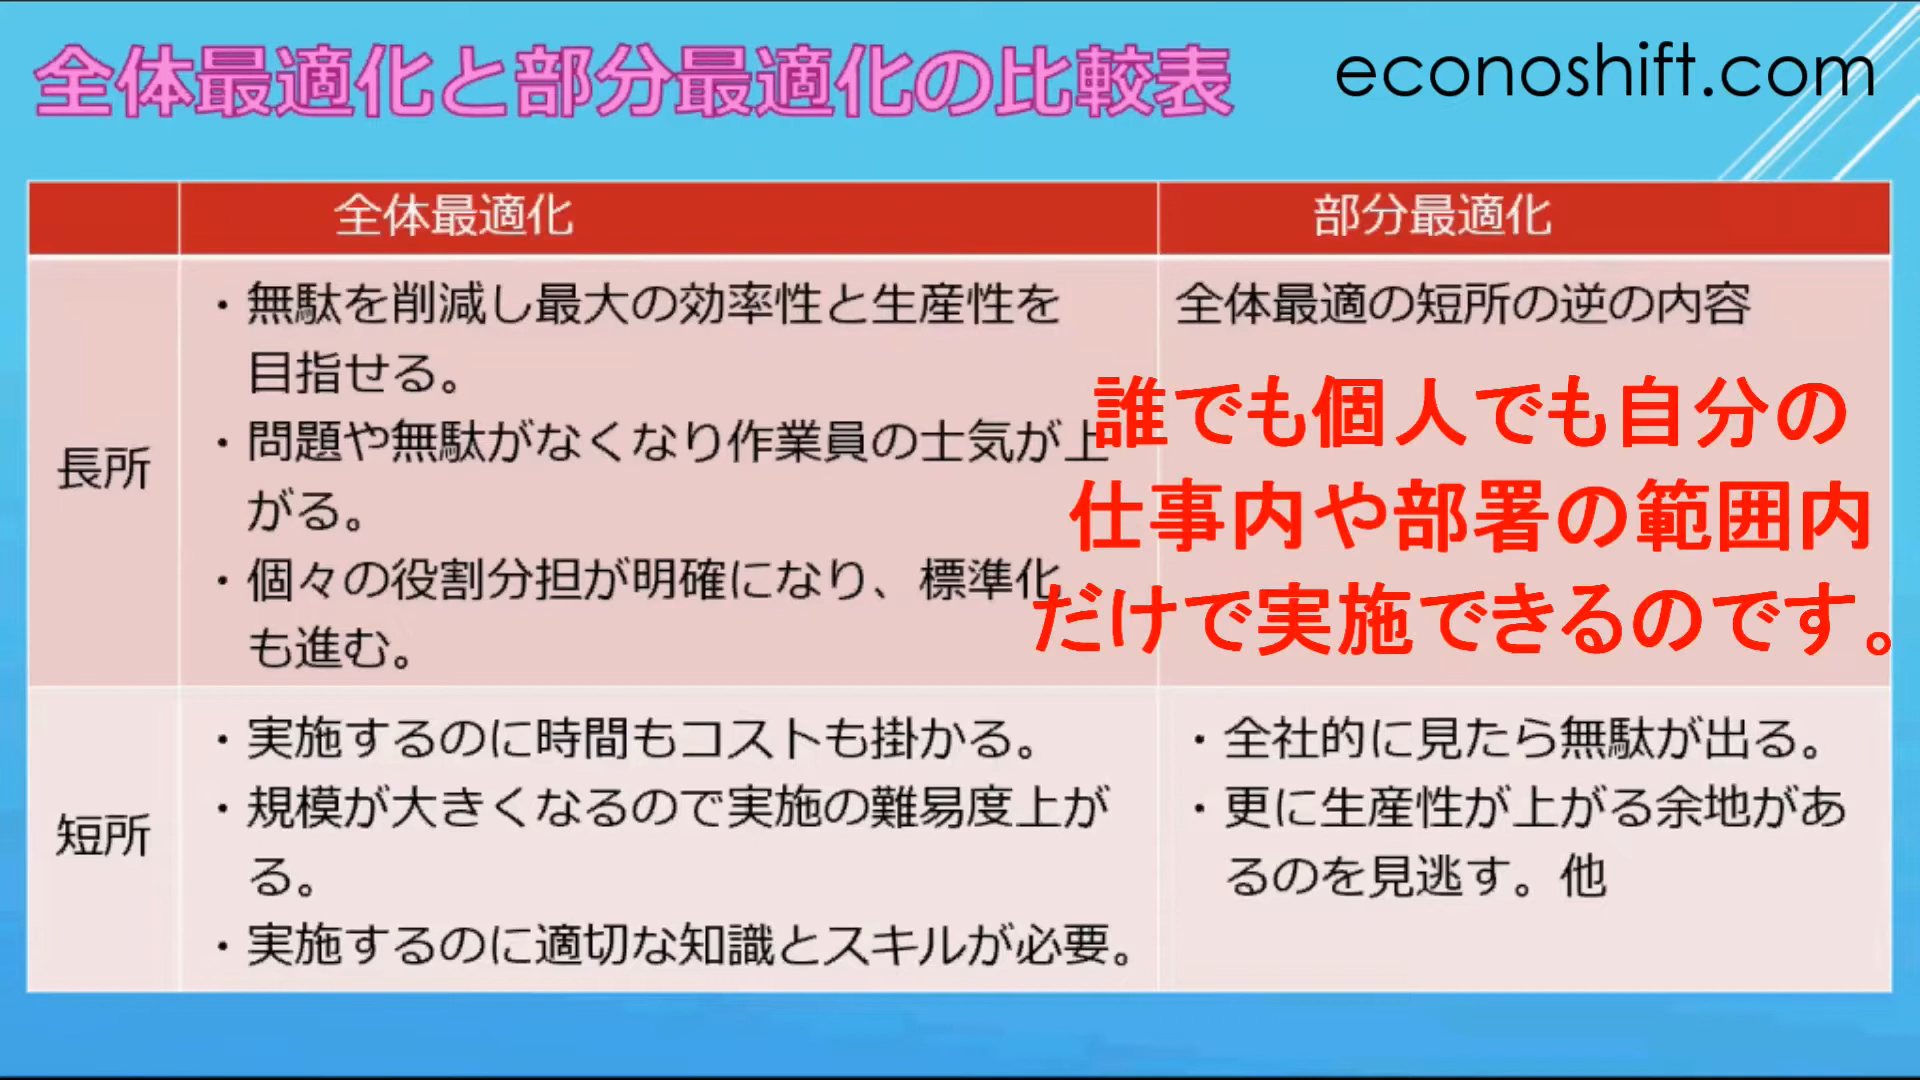 全体最適化と部分最適化の比較表
econoshift.com
全体最適化
部分最適化
長所
・無駄を削減し最大の効率性と生産性を
目指せる。
・問題や無駄がなくなり作業員の士気が上
がる。
・個々の役割分担が明確になり、標準化
も進む。
全体最適の短所の逆の内容
誰でも個人でも自分の
仕事内や部署の範囲内
だけで実施できるのです。
短所
・実施するのに時間もコストも掛かる。
・規模が大きくなるので実施の難易度上が
る。
・実施するのに適切な知識とスキルが必要。
・全社的に見たら無駄が出る。
・更に生産性が上がる余地があ
るのを見逃す。他